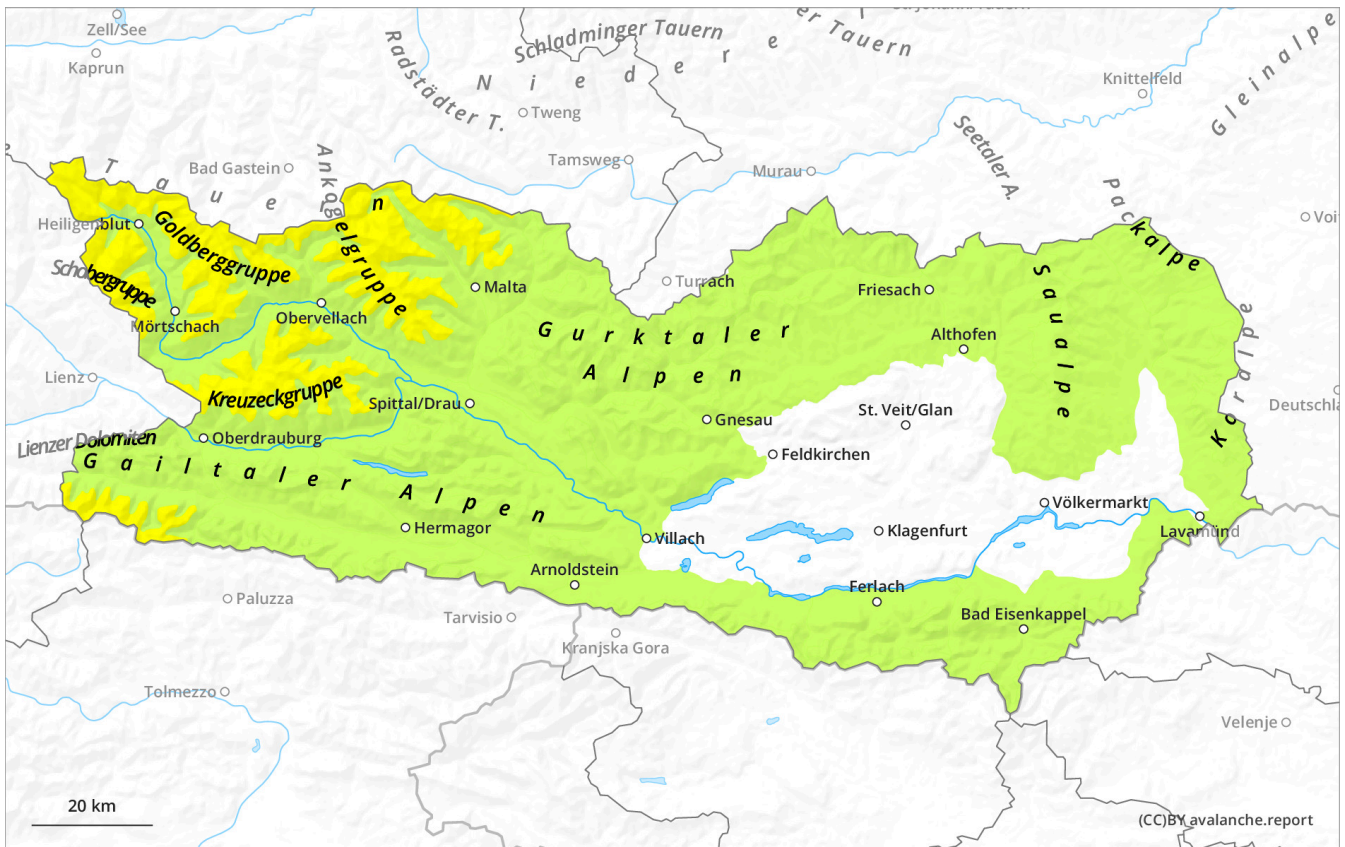 Zell/See
Kaprun
Radstädter T.
Schladminger Tauern
Niedere
er Tauern
Knittelfeld
Gleinalpe
Tweng
Tamsweg
Murau
Seetaler A.
Bad Gastein
Tauern
Ankogelgruppe
Packalpe
Heiligenblut
Goldberggruppe
Schobergruppe
Mörtschach
Obervellach
Malta
Turrach
Friesach
Gurktaler
Alpen
Althofen
Saualpe
Koralpe
Lienz
Kreuzeckgruppe
Spittal/Drau
Gnesau
St. Veit/Glan
Oberdrauburg
Lienzer Dolomiten
Gailtaler Alpen
Feldkirchen
Hermagor
Villach
Klagenfurt
Völkermarkt
Lavamünd
Arnoldstein
Ferlach
Bad Eisenkappel
Paluzza
Tarvisio
Kranjska Gora
Tolmezzo
Velenje
20 km
(CC)BY avalanche.report